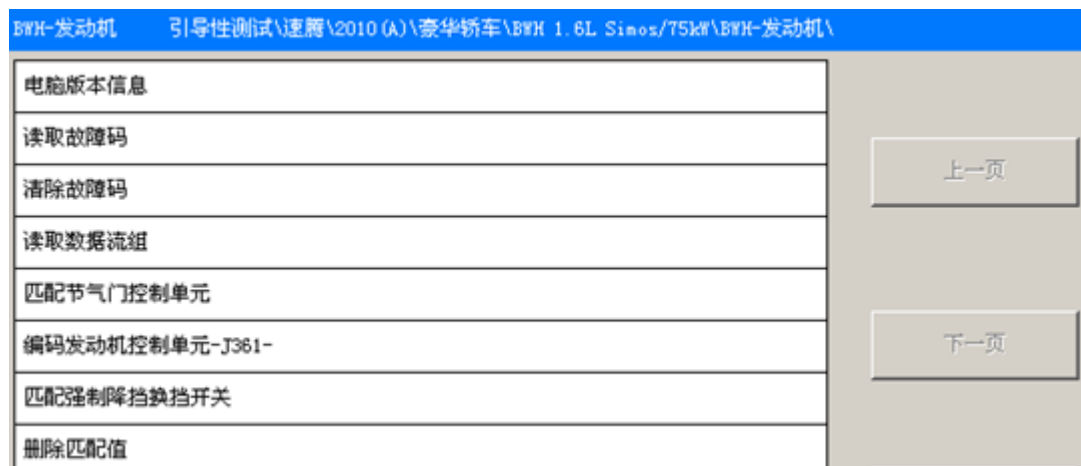 BWH-发动机 引导性测试\速腾\2010(A)\豪华轿车\BWH 1.6L Simos/75kW\BWH-发动机\
电脑版本信息
读取故障码
清除故障码
读取数据流组
匹配节气门控制单元
编码发动机控制单元-J361-
匹配强制降挡换挡开关
删除匹配值
上一页
下一页